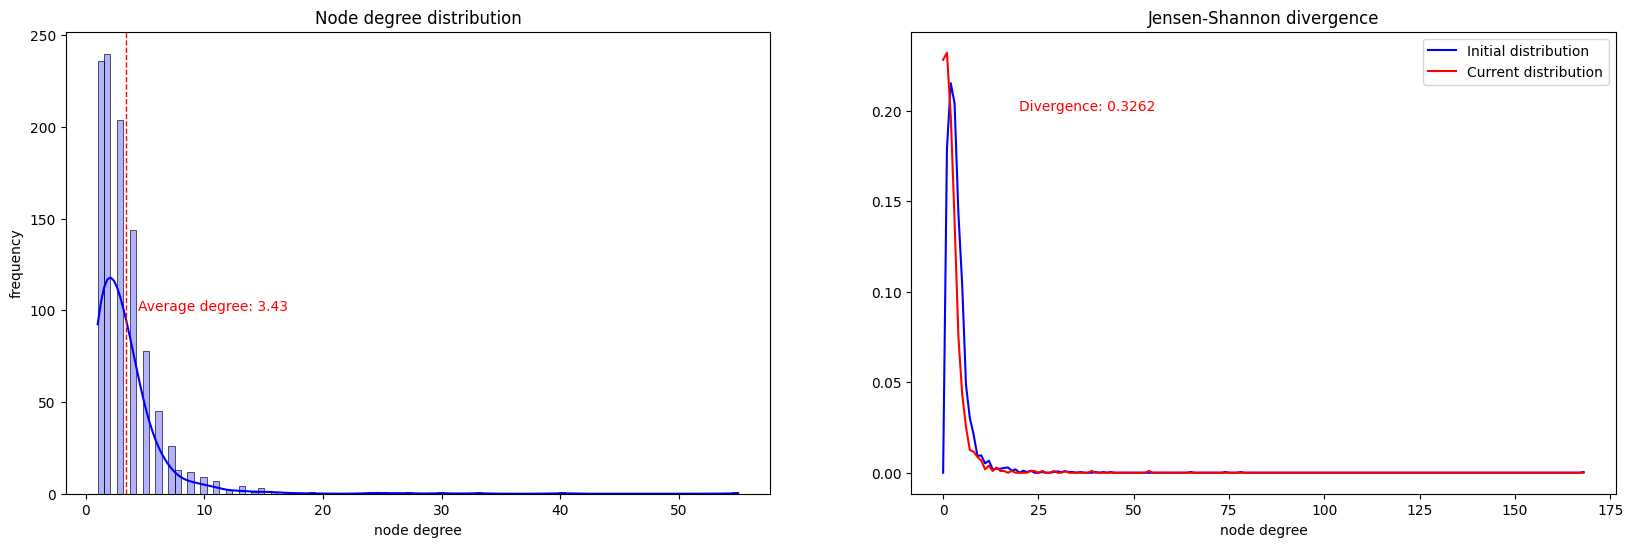 Node degree distribution
250
200
150
100
50
0
frequency
Average degree: 3.43
0 10 20 30 40 50
node degree
Jensen-Shannon divergence
Initial distribution
Current distribution
Divergence: 0.3262
0.20
0.15
0.10
0.05
0.00
0 25 50 75 100 125 150 175
node degree